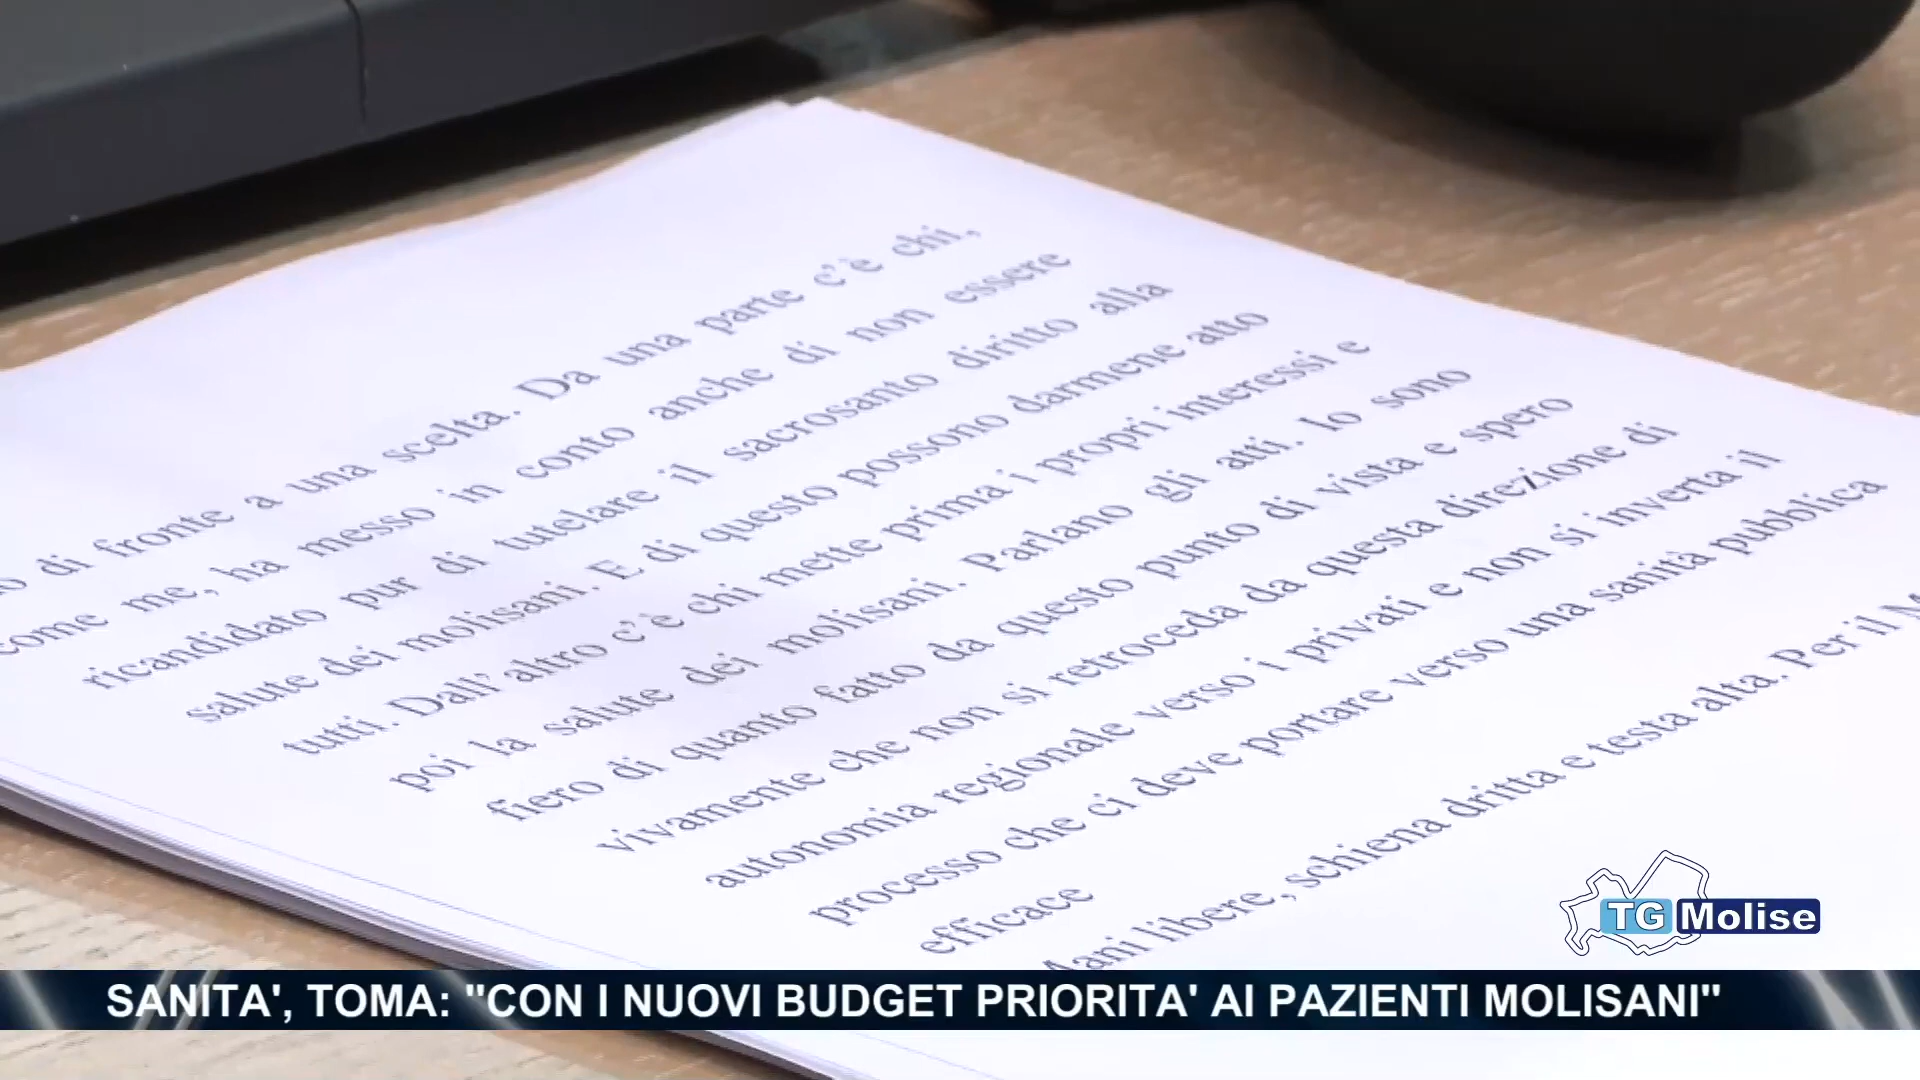 o di fronte a una scelta. Da una parte c'è chi,
come me, ha messo in conto anche di non essere
ricandidato pur di tutelare il sacrosanto diritto alla
salute dei molisani. E di questo possono darmene atto
tutti. Dall'altro c'è chi mette prima i propri interessi e
poi la salute dei molisani. Parlano gli atti. Io sono
fiero di quanto fatto da questo punto di vista e spero
vivamente che non si retroceda da questa direzione di
autonomia regionale verso i privati e non si inverta il
processo che ci deve portare verso una sanità pubblica
efficace
Mani libere, schiena dritta e testa alta. Per il M
TG Molise
SANITA', TOMA: "CON I NUOVI BUDGET PRIORITA' AI PAZIENTI MOLISANI"